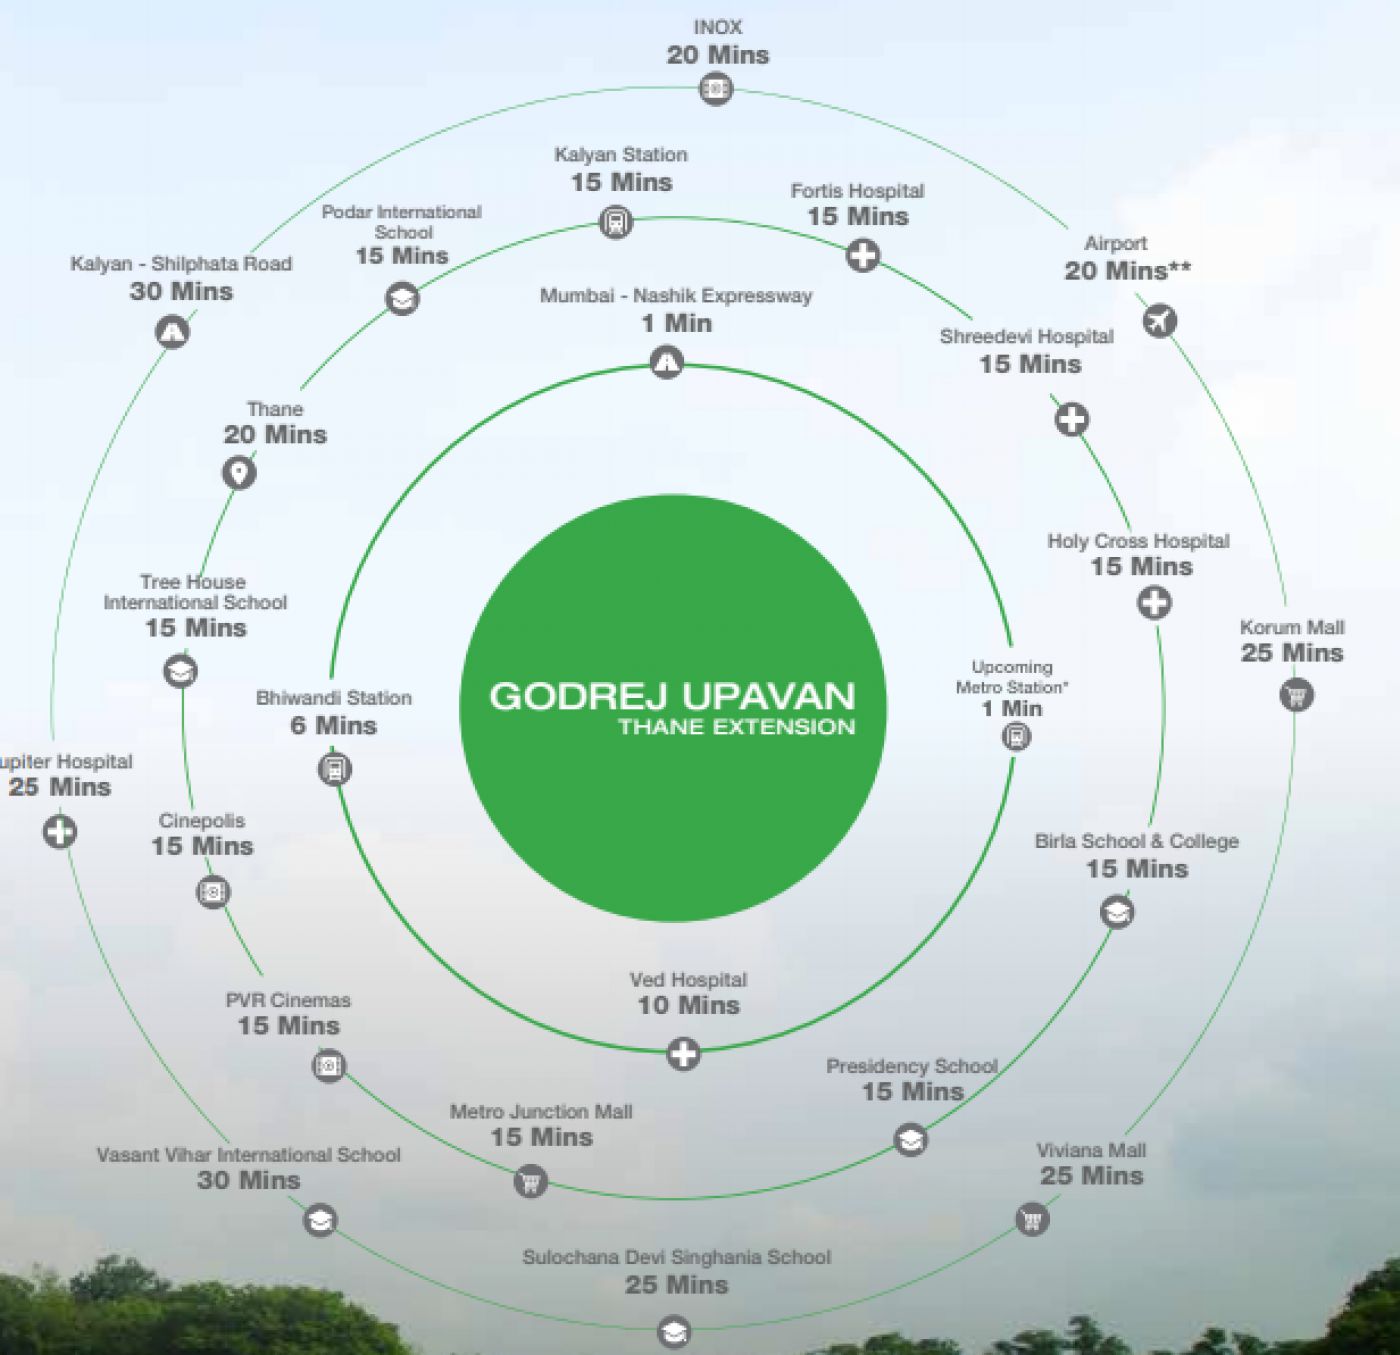 INOX
20 Mins
Kalyan Station
15 Mins
Fortis Hospital
15 Mins
Podar International
School
15 Mins
Airport
20 Mins**
Kalyan - Shilphata Road
30 Mins
Mumbai - Nashik Expressway
1 Min
Shreedevi Hospital
15 Mins
Thane
20 Mins
Holy Cross Hospital
15 Mins
Tree House
International School
15 Mins
Korum Mall
25 Mins
Bhiwandi Station
6 Mins
GODREJ UPAVAN
THANE EXTENSION
Upcoming
Metro Station*
1 Min
upiter Hospital
25 Mins
Cinepolis
15 Mins
Birla School & College
15 Mins
PVR Cinemas
15 Mins
Ved Hospital
10 Mins
Presidency School
15 Mins
Metro Junction Mall
15 Mins
Vasant Vihar International School
30 Mins
Viviana Mall
25 Mins
Sulochana Devi Singhania School
25 Mins